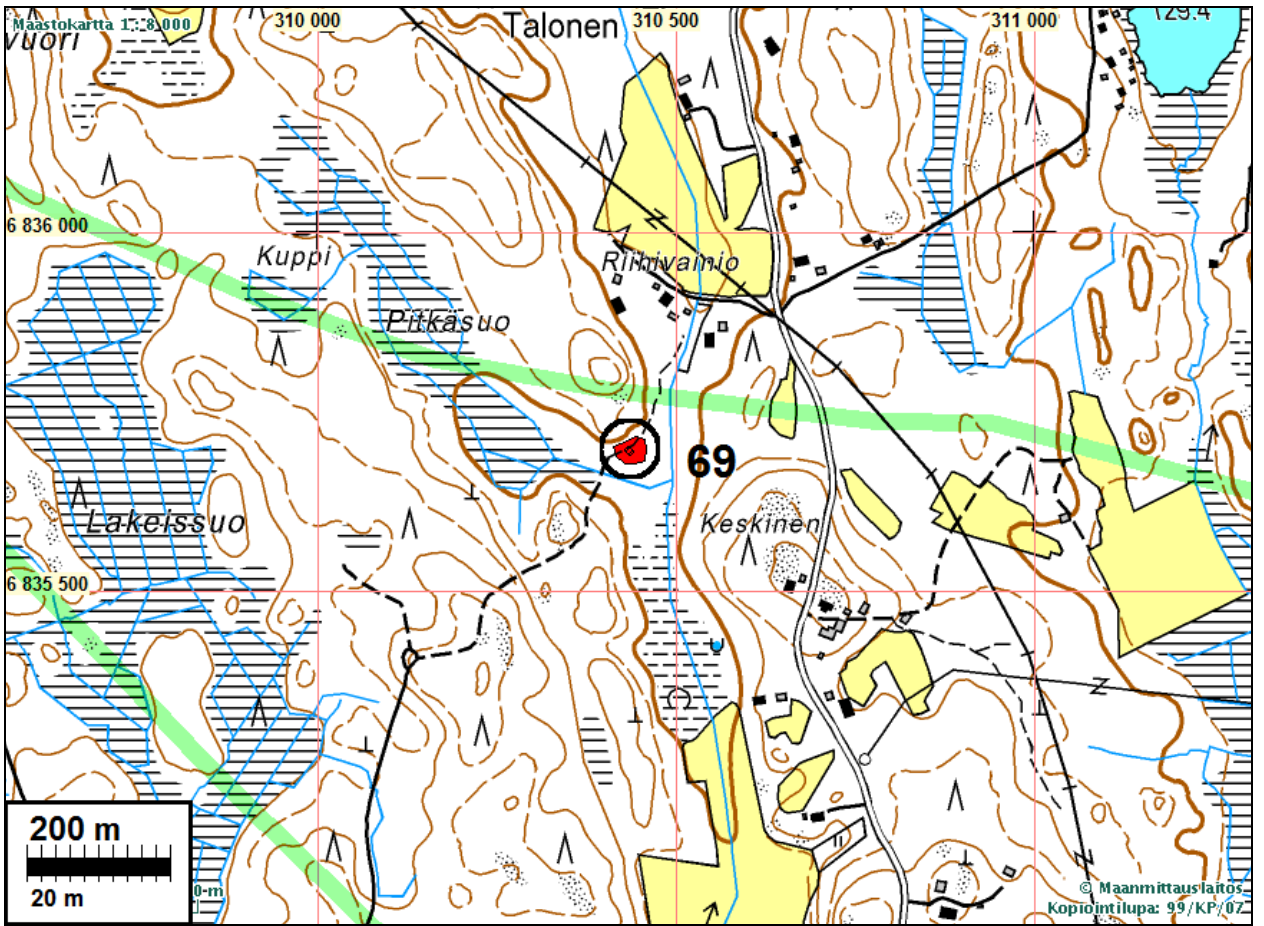 Maastokartta 1: 8 000
310 000
Talonen
310 500
311 000
129.4
vuori
6 836 000
Kuppi
Riihivainio
Pitkäsuo
69
Lakeissuo
Keskinen
6 835 500
200 m
20 m
© Maanmittauslaitos
Kopiointilupa: 99/KP/07